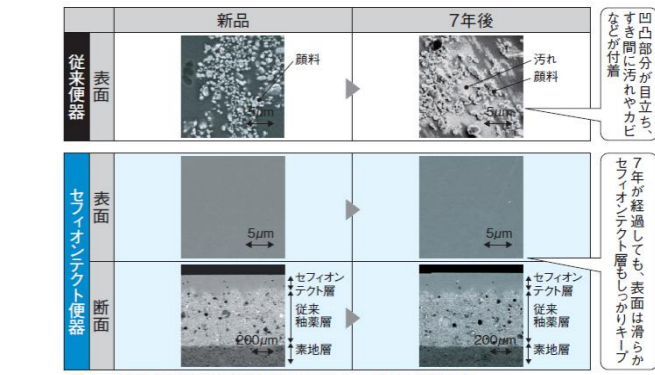 新品
7年後
従来便器
表面
顔料
5μm
汚れ
顔料
5μm
凹凸部分が目立ち、
すき間に汚れやカビ
などが付着
セフィオンテクト便器
表面
5μm
5μm
7年が経過しても、表面は滑らか
セフィオンテクト層もしっかりキープ
断面
セフィオン
テクト層
従来
釉薬層
素地層
200μm
セフィオン
テクト層
従来
釉薬層
素地層
200μm